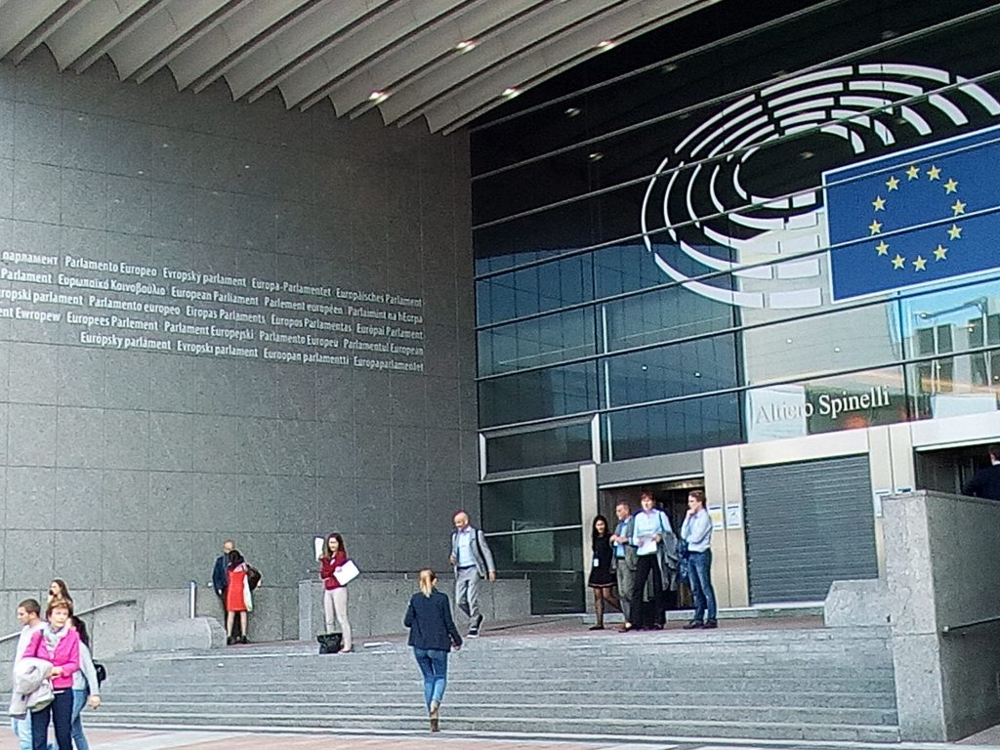 парламент Parlamento Europeo Evropský parlament Europa-Parlamentet Europäisches Parlament
Parlament Ευρωπαϊκό Κοινοβούλιο European Parliament Parlement européen Parlaimint na hEorpa
ropski parlament Parlamento europeo Eiropas Parlaments Europos Parlamentas Európai Parlament
ent Ewropew Europees Parlement Parlament Europejski Parlamento Europeu Parlamentul European
Európsky parlament Evropski parlament Euroopan parlamentti Europaparlamentet
Altiero Spinelli